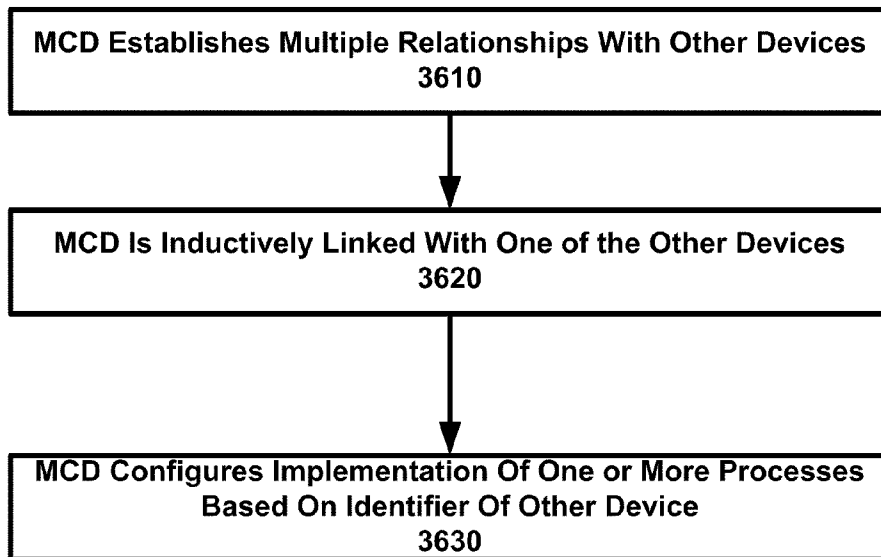 MCD Establishes Multiple Relationships With Other Devices
3610
MCD Is Inductively Linked With One of the Other Devices
3620
MCD Configures Implementation Of One or More Processes
Based On Identifier Of Other Device
3630